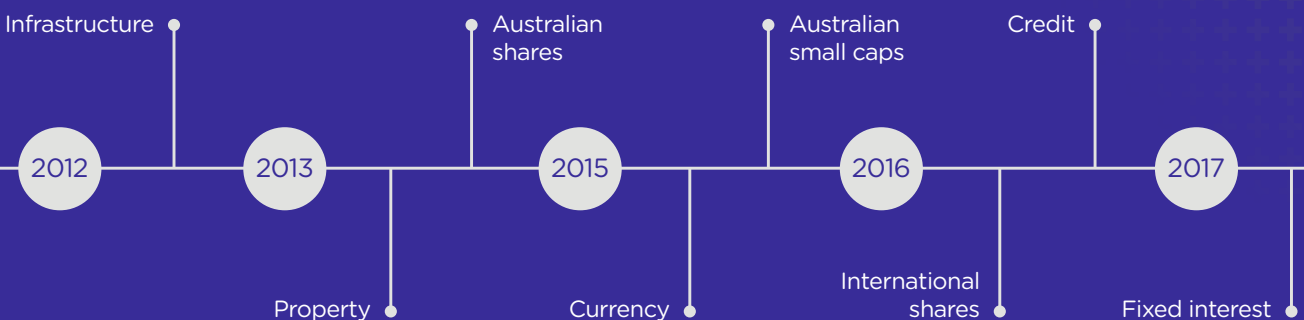 Infrastructure
Australian
shares
Australian
small caps
Credit
2012
2013
2015
2016
2017
Property
Currency
International
shares
Fixed interest